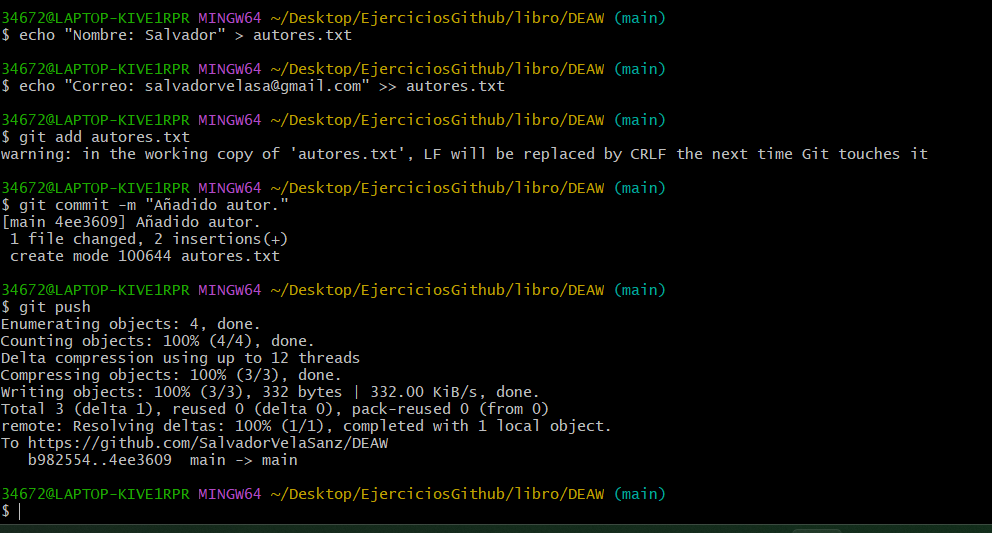 34672@LAPTOP-KIVE1RPR MINGW64 ~/Desktop/EjerciciosGithub/libro/DEAW (main)
$ echo "Nombre: Salvador" > autores.txt
34672@LAPTOP-KIVE1RPR MINGW64 ~/Desktop/EjerciciosGithub/libro/DEAW (main)
$ echo "Correo: salvadorvelasa@gmail.com" >> autores.txt
34672@LAPTOP-KIVE1RPR MINGW64 ~/Desktop/EjerciciosGithub/libro/DEAW (main)
$ git add autores.txt
warning: in the working copy of 'autores.txt', LF will be replaced by CRLF the next time Git touches it
34672@LAPTOP-KIVE1RPR MINGW64 ~/Desktop/EjerciciosGithub/libro/DEAW (main)
$ git commit -m "Añadido autor."
[main 4ee3609] Añadido autor.
 1 file changed, 2 insertions(+)
 create mode 100644 autores.txt
34672@LAPTOP-KIVE1RPR MINGW64 ~/Desktop/EjerciciosGithub/libro/DEAW (main)
$ git push
Enumerating objects: 4, done.
Counting objects: 100% (4/4), done.
Delta compression using up to 12 threads
Compressing objects: 100% (3/3), done.
Writing objects: 100% (3/3), 332 bytes | 332.00 KiB/s, done.
Total 3 (delta 1), reused 0 (delta 0), pack-reused 0 (from 0)
remote: Resolving deltas: 100% (1/1), completed with 1 local object.
To https://github.com/SalvadorVelaSanz/DEAW
   b982554..4ee3609  main -> main
34672@LAPTOP-KIVE1RPR MINGW64 ~/Desktop/EjerciciosGithub/libro/DEAW (main)
$